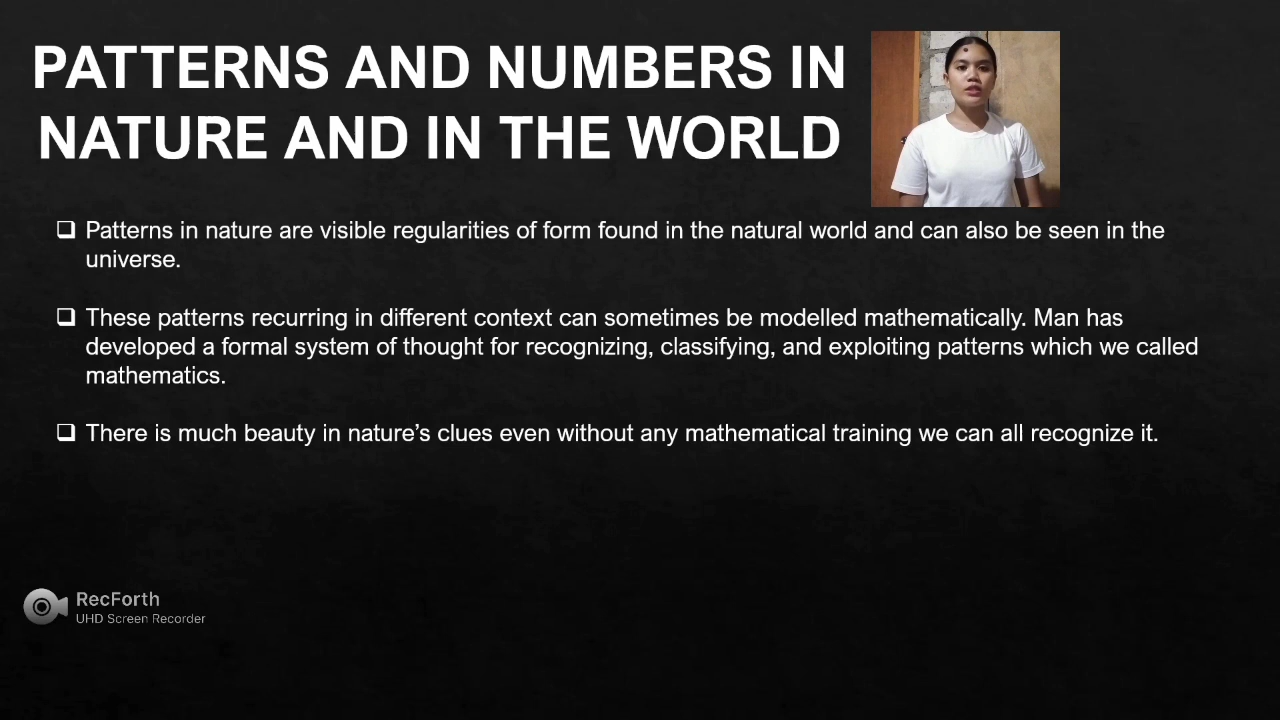 PATTERNS AND NUMBERS IN
NATURE AND IN THE WORLD
Patterns in nature are visible regularities of form found in the natural world and can also be seen in the
universe.
These patterns recurring in different context can sometimes be modelled mathematically. Man has
developed a formal system of thought for recognizing, classifying, and exploiting patterns which we called
mathematics.
There is much beauty in nature’s clues even without any mathematical training we can all recognize it.
RecForth
UHD Screen Recorder